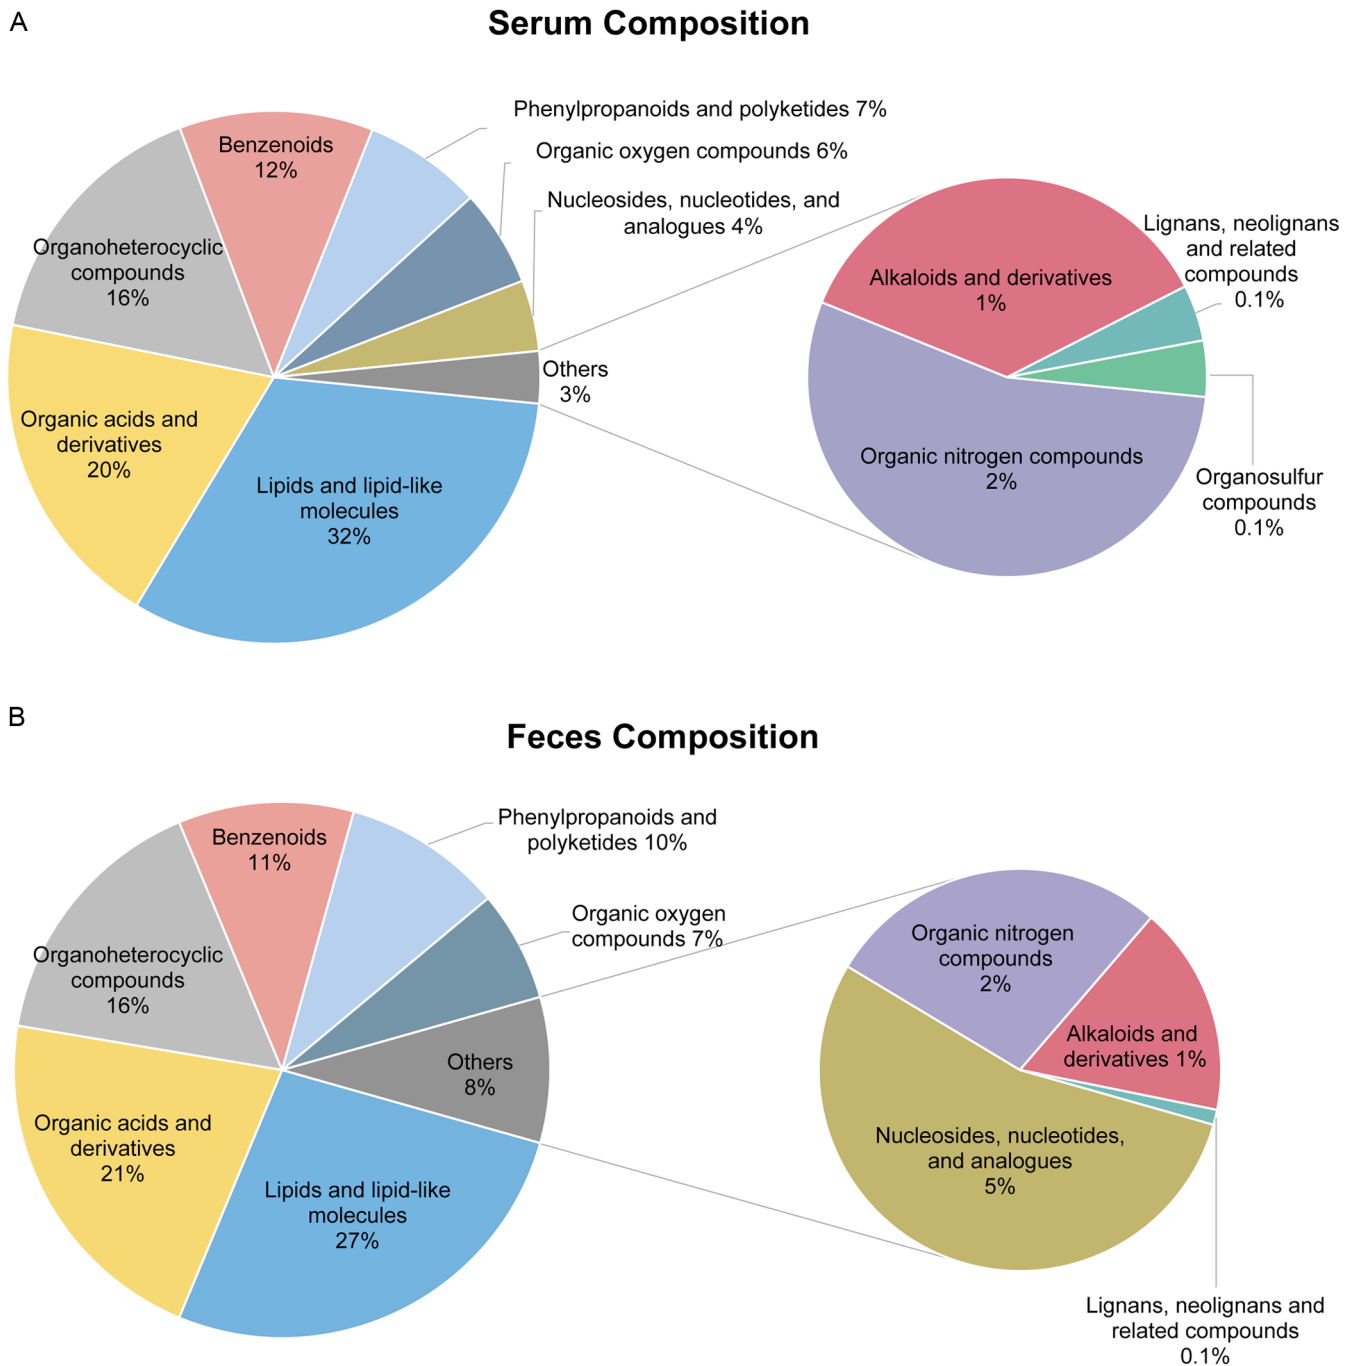 A
Serum Composition
Phenylpropanoids and polyketides 7%
Organic oxygen compounds 6%
Nucleosides, nucleotides, and
analogues 4%
Benzenoids
12%
Organoheterocyclic
compounds
16%
Others
3%
Organic acids and
derivatives
20%
Lipids and lipid-like
molecules
32%
Alkaloids and derivatives
1%
Lignans, neolignans
and related
compounds
0.1%
Organic nitrogen compounds
2%
Organosulfur
compounds
0.1%
B
Feces Composition
Phenylpropanoids and
polyketides 10%
Benzenoids
11%
Organic oxygen
compounds 7%
Organoheterocyclic
compounds
16%
Others
8%
Organic acids and
derivatives
21%
Lipids and lipid-like
molecules
27%
Organic nitrogen
compounds
2%
Alkaloids and
derivatives 1%
Nucleosides, nucleotides,
and analogues
5%
Lignans, neolignans and
related compounds
0.1%